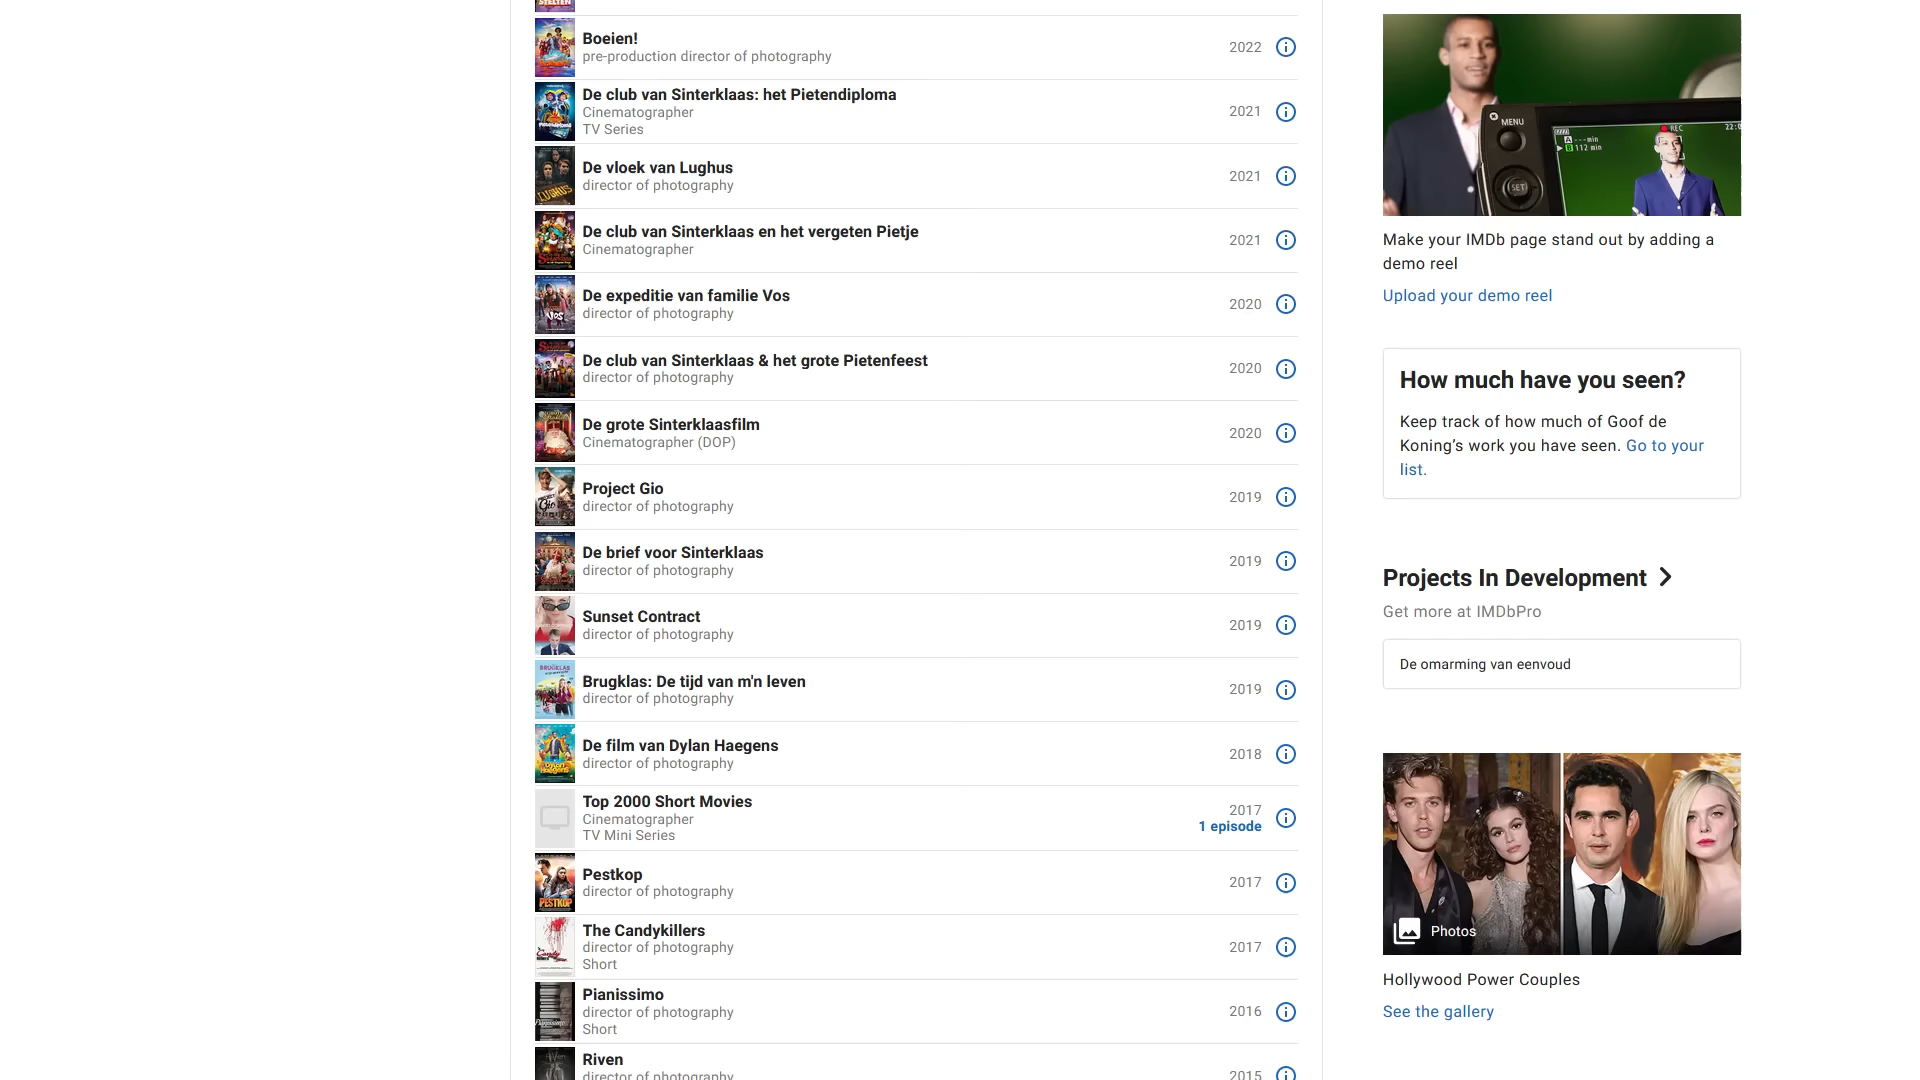 Boeien!
pre-production director of photography
2022
De club van Sinterklaas: het Pietendiploma
Cinematographer
TV Series
2021
De vloek van Lughus
director of photography
2021
De club van Sinterklaas en het vergeten Pietje
Cinematographer
2021
De expeditie van familie Vos
director of photography
2020
De club van Sinterklaas & het grote Pietenfeest
director of photography
2020
De grote Sinterklaasfilm
Cinematographer (DOP)
2020
Project Gio
director of photography
2019
De brief voor Sinterklaas
director of photography
2019
Sunset Contract
director of photography
2019
Brugklas: De tijd van m'n leven
director of photography
2019
De film van Dylan Haegens
director of photography
2018
Top 2000 Short Movies
Cinematographer
TV Mini Series
2017
1 episode
Pestkop
director of photography
2017
The Candykillers
director of photography
Short
2017
Pianissimo
director of photography
Short
2016
Riven
director of photography
2015
MENU
SET
REC
A ---min
B 112 min
Make your IMDb page stand out by adding a
demo reel
Upload your demo reel
How much have you seen?
Keep track of how much of Goof de
Koning’s work you have seen. Go to your
list.
Projects In Development
Get more at IMDbPro
De omarming van eenvoud
Photos
Hollywood Power Couples
See the gallery